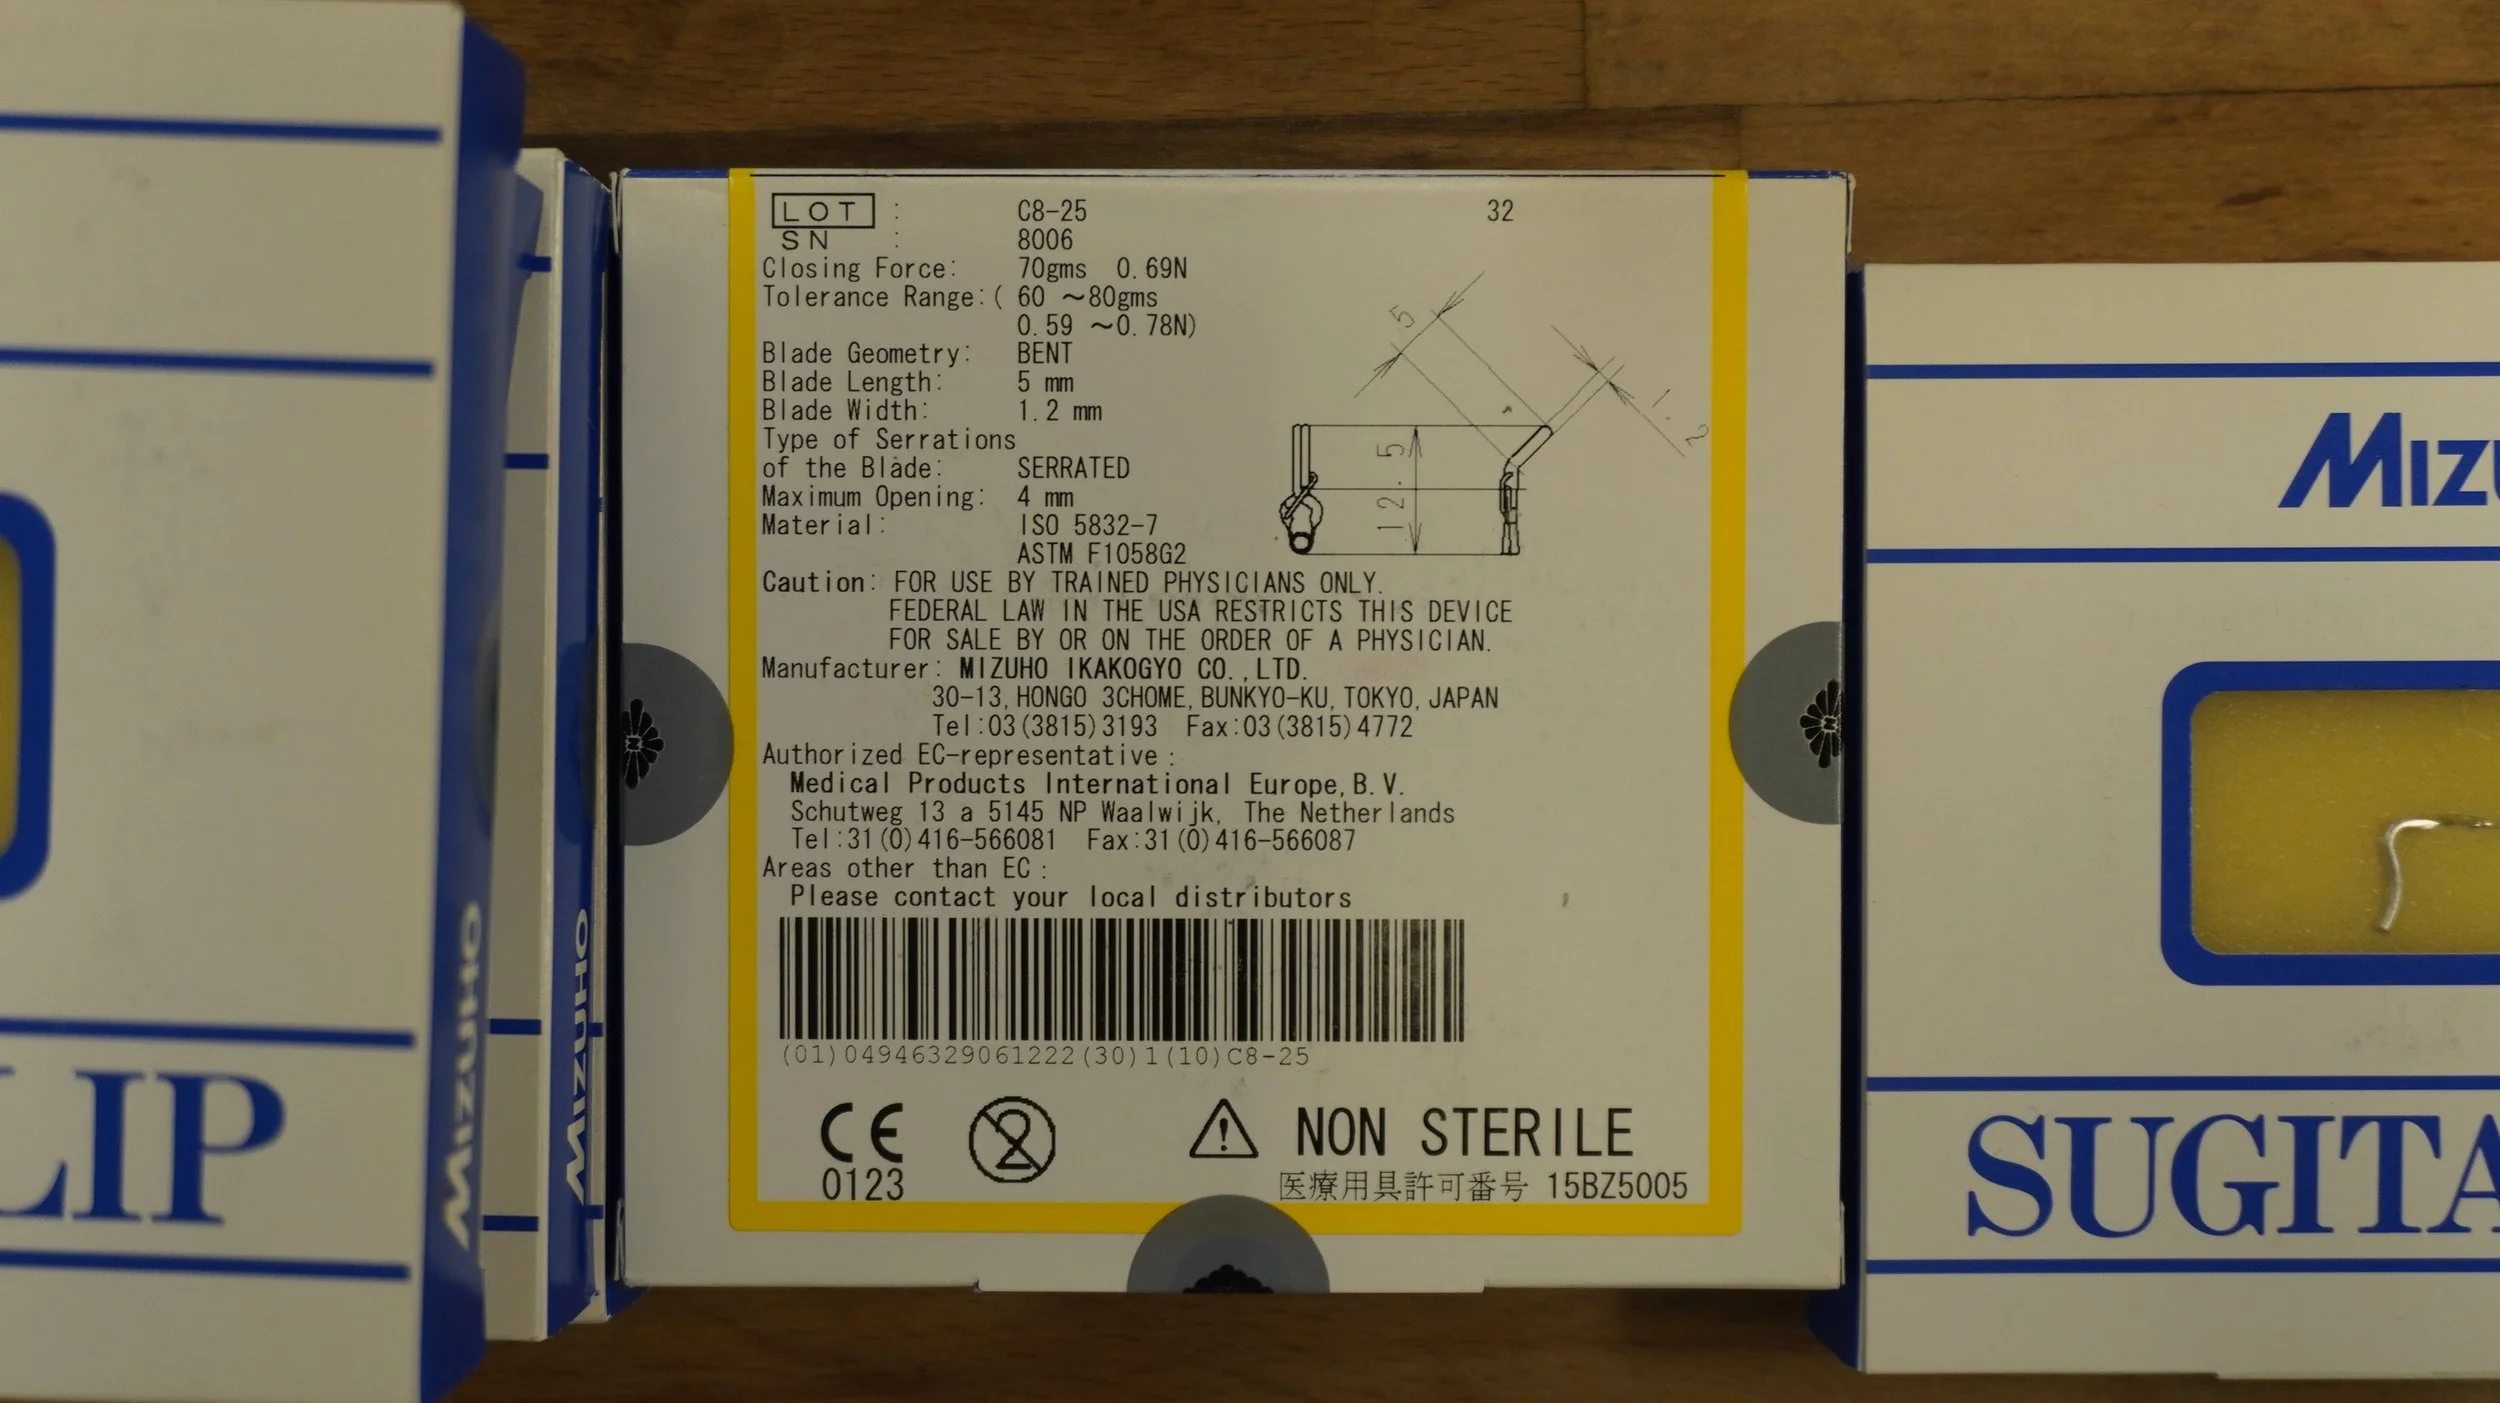 LOT : C8-25 32
SN : 8006
Closing Force: 70gms 0.69N
Tolerance Range:( 60 ~80gms
0.59 ~0.78N)
Blade Geometry: BENT
Blade Length: 5 mm
Blade Width: 1.2 mm
Type of Serrations
of the Blade: SERRATED
Maximum Opening: 4 mm
Material: ISO 5832-7
ASTM F1058G2
5
1.2
12.5
Caution: FOR USE BY TRAINED PHYSICIANS ONLY.
FEDERAL LAW IN THE USA RESTRICTS THIS DEVICE
FOR SALE BY OR ON THE ORDER OF A PHYSICIAN.
Manufacturer: MIZUHO IKAKOGYO CO.,LTD.
30-13,HONGO 3CHOME,BUNKYO-KU,TOKYO,JAPAN
Tel:03(3815)3193 Fax:03(3815)4772
Authorized EC-representative:
Medical Products International Europe,B.V.
Schutweg 13 a 5145 NP Waalwijk, The Netherlands
Tel:31(0)416-566081 Fax:31(0)416-566087
Areas other than EC:
Please contact your local distributors
(01)04946329061222(30)1(10)C8-25
CE
0123
2
NON STERILE
医療用具許可番号 15BZ5005
LIP
MIZUHO
MIZUHO
MIZU
SUGITA